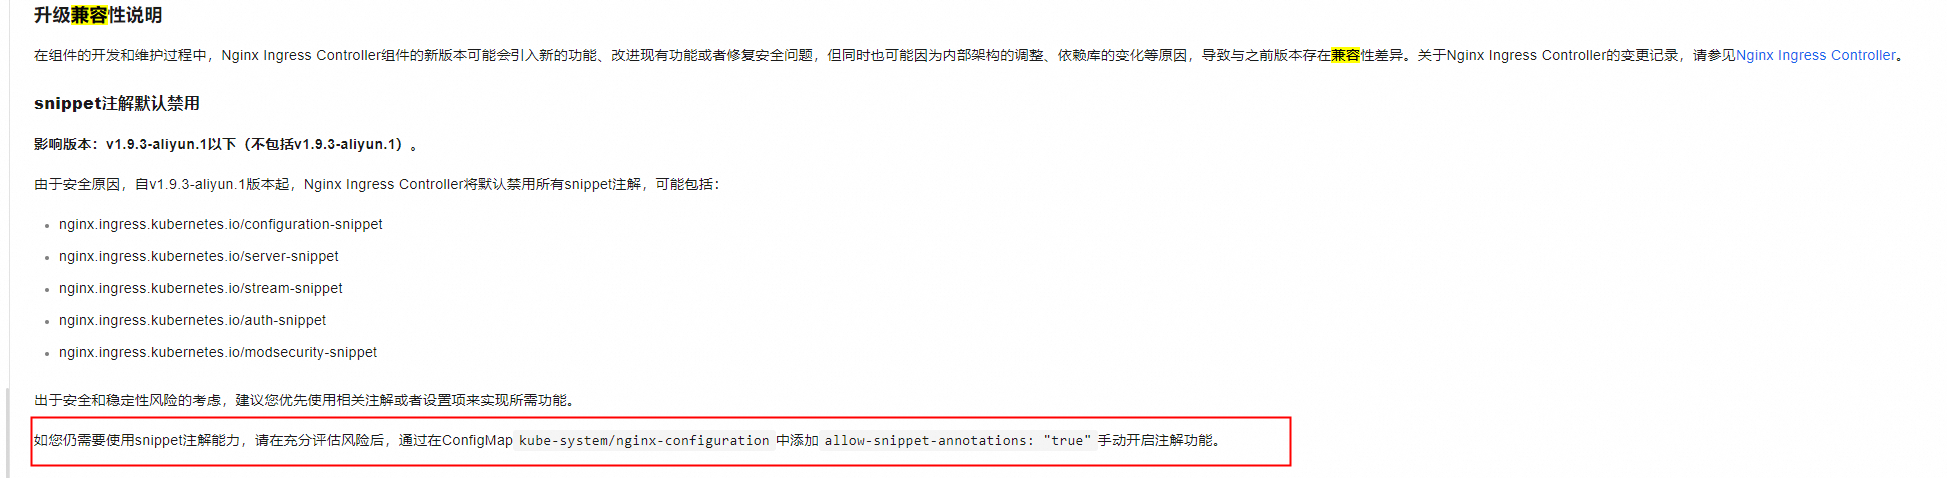 升级兼容性说明
在组件的开发和维护过程中，Nginx Ingress Controller组件的新版本可能会引入新的功能、改进现有功能或者修复安全问题，但同时也可能因为内部架构的调整、依赖库的变化等原因，导致与之前版本存在兼容性差异。关于Nginx Ingress Controller的变更记录，请参见Nginx Ingress Controller。
snippet注解默认禁用
影响版本：v1.9.3-aliyun.1以下（不包括v1.9.3-aliyun.1）。
由于安全原因，自v1.9.3-aliyun.1版本起，Nginx Ingress Controller将默认禁用所有snippet注解，可能包括：
• nginx.ingress.kubernetes.io/configuration-snippet
• nginx.ingress.kubernetes.io/server-snippet
• nginx.ingress.kubernetes.io/stream-snippet
• nginx.ingress.kubernetes.io/auth-snippet
• nginx.ingress.kubernetes.io/modsecurity-snippet
出于安全和稳定性风险的考虑，建议您优先使用相关注解或者设置项来实现所需功能。
如您仍需要使用snippet注解能力，请在充分评估风险后，通过在ConfigMap kube-system/nginx-configuration 中添加 allow-snippet-annotations: "true" 手动开启注解功能。